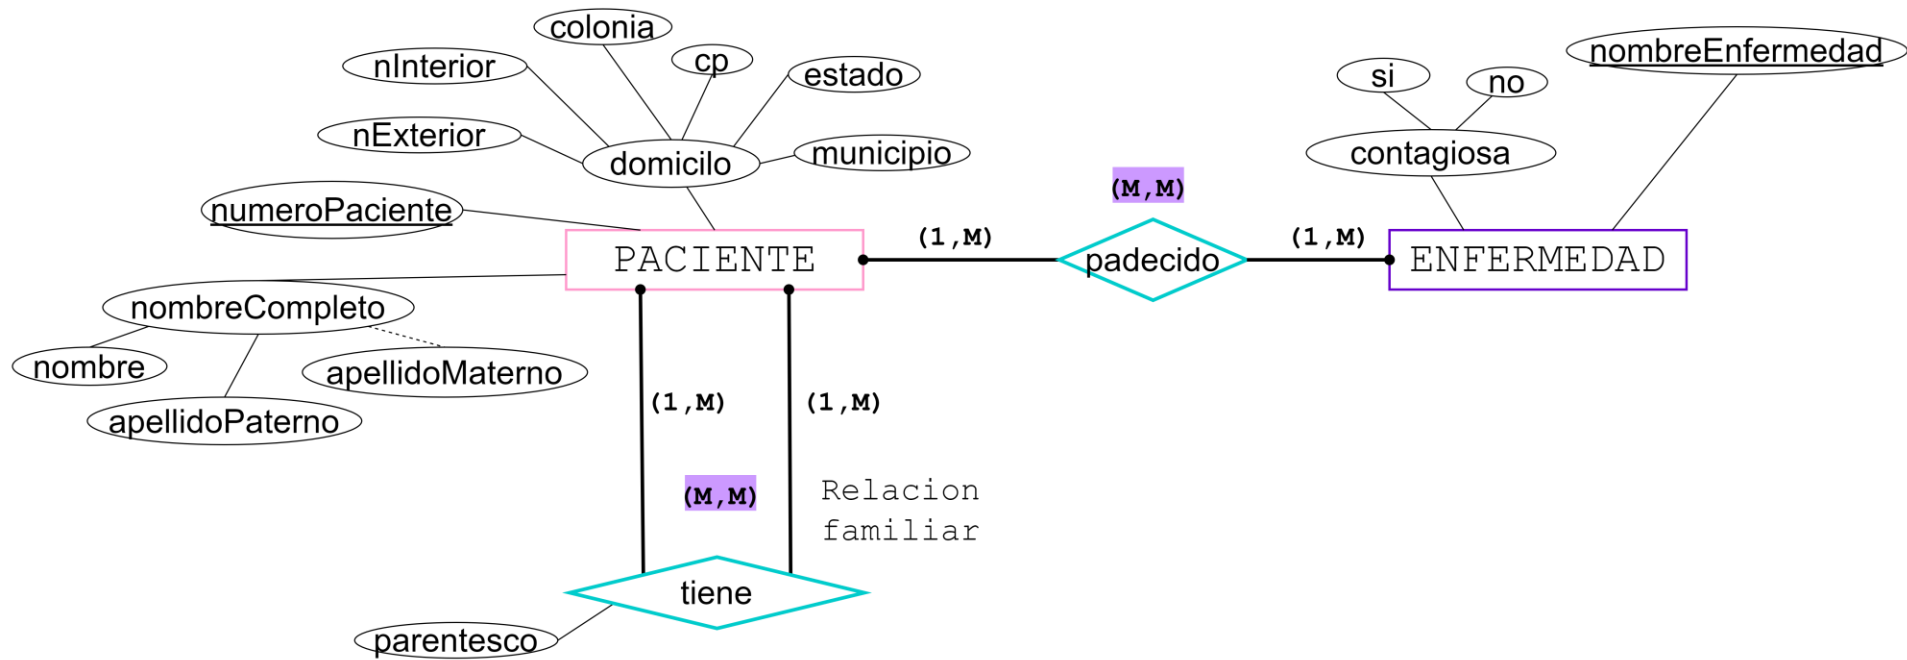 colonia
nombreEnfermedad
nInterior
cp
estado
si
no
nExterior
domicilo
municipio
contagiosa
(M,M)
numeroPaciente
(1,M)
(1,M)
PACIENTE
padecido
ENFERMEDAD
nombreCompleto
nombre
apellidoMaterno
apellidoPaterno
(1,M)
(1,M)
(M,M)
Relacion
familiar
tiene
parentesco